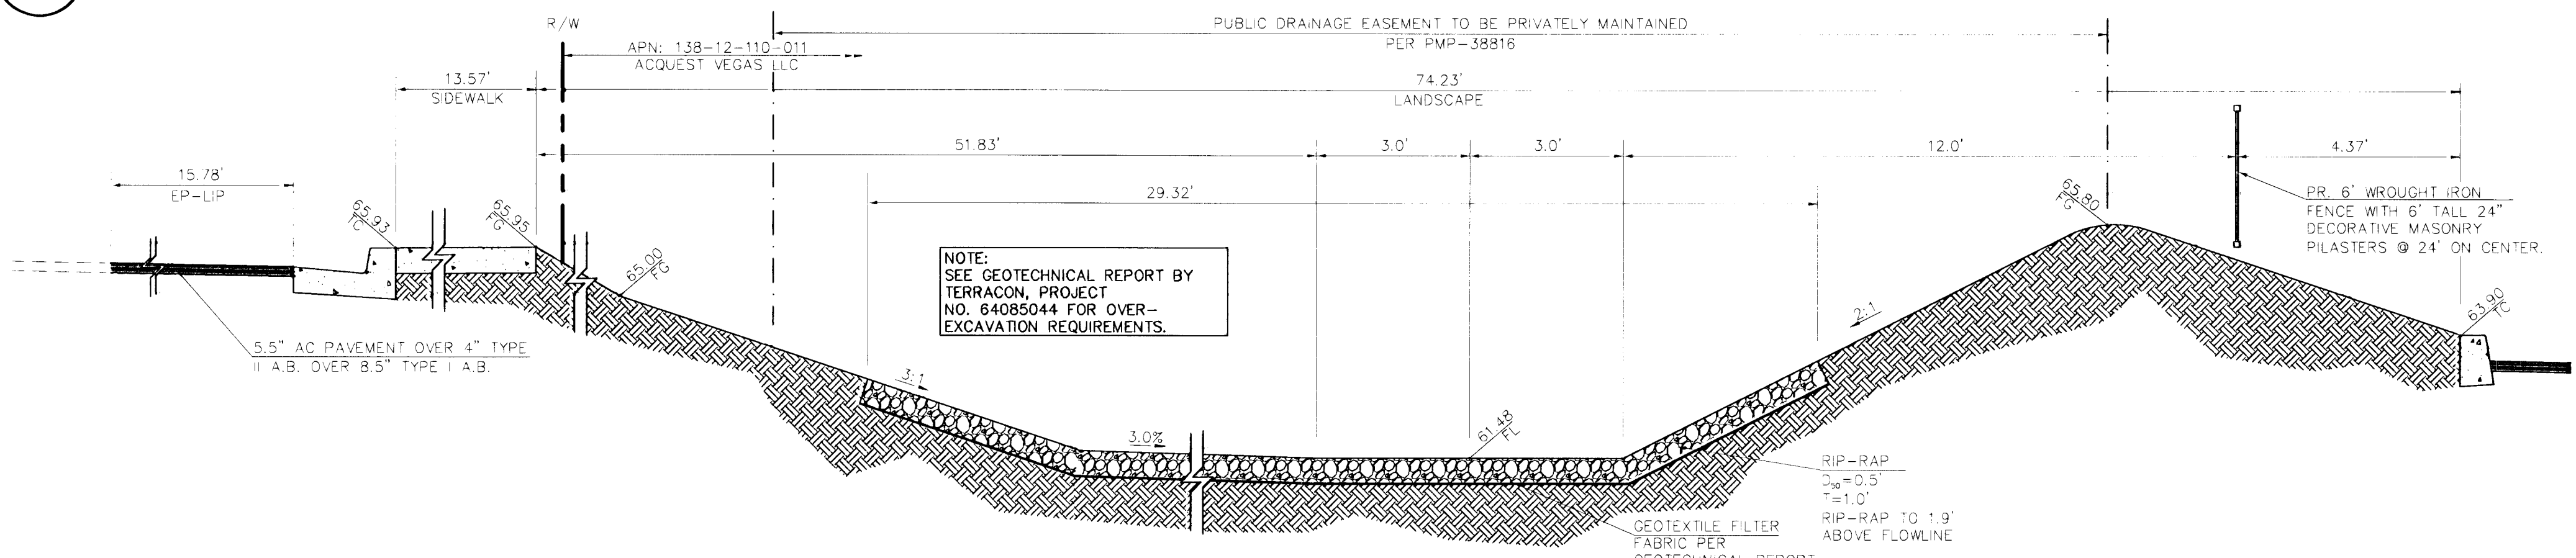 R/W
PUBLIC DRAINAGE EASEMENT TO BE PRIVATELY MAINTAINED
PER PMP-38816
APN: 138-12-110-011
ACQUEST VEGAS LLC
13.57'
SIDEWALK
74.23'
LANDSCAPE
51.83'
3.0'
3.0'
12.0'
4.37'
15.78'
EP-LIP
29.32'
65.93
TC
65.95
FG
65.00
FG
65.80
FG
PR. 6' WROUGHT IRON
FENCE WITH 6' TALL 24"
DECORATIVE MASONRY
PILASTERS @ 24' ON CENTER.
NOTE:
SEE GEOTECHNICAL REPORT BY
TERRACON, PROJECT
NO. 64085044 FOR OVER-
EXCAVATION REQUIREMENTS.
2:1
63.90
TC
5.5" AC PAVEMENT OVER 4" TYPE
II A.B. OVER 8.5" TYPE I A.B.
3:1
3.0%
61.48
FL
RIP-RAP
D50=0.5'
T=1.0'
RIP-RAP TO 1.9'
ABOVE FLOWLINE
GEOTEXTILE FILTER
FABRIC PER
GEOTECHNICAL REPORT